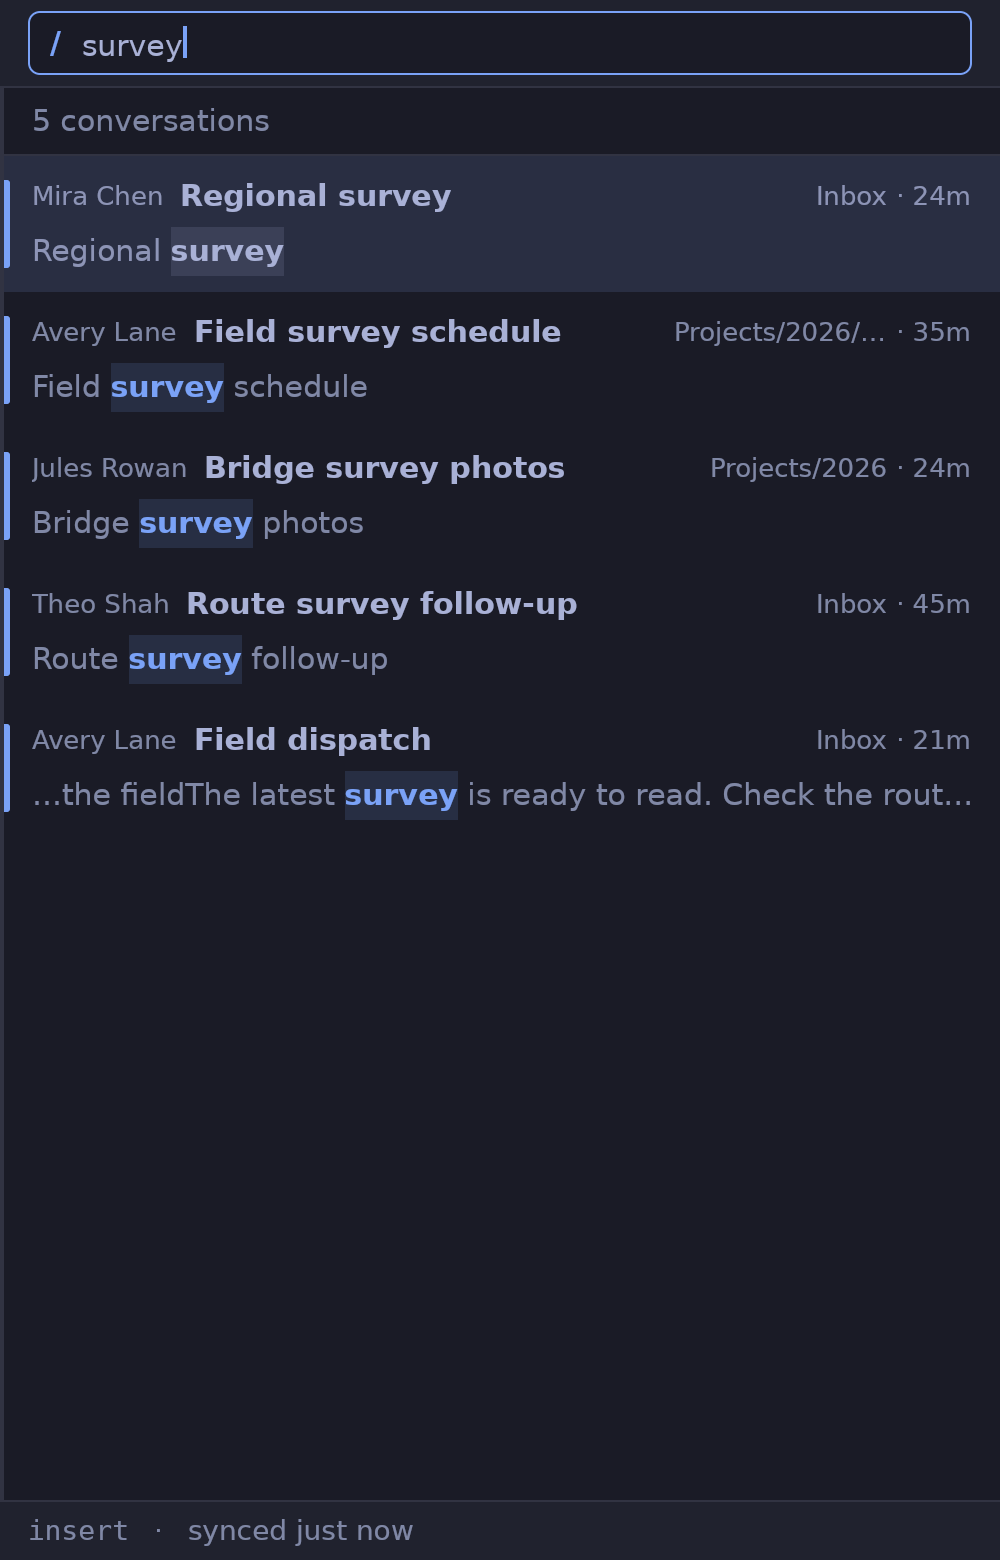 / survey
5 conversations
Mira Chen Regional survey Inbox · 24m
Regional survey
Avery Lane Field survey schedule Projects/2026/… · 35m
Field survey schedule
Jules Rowan Bridge survey photos Projects/2026 · 24m
Bridge survey photos
Theo Shah Route survey follow-up Inbox · 45m
Route survey follow-up
Avery Lane Field dispatch Inbox · 21m
…the fieldThe latest survey is ready to read. Check the rout…
insert · synced just now